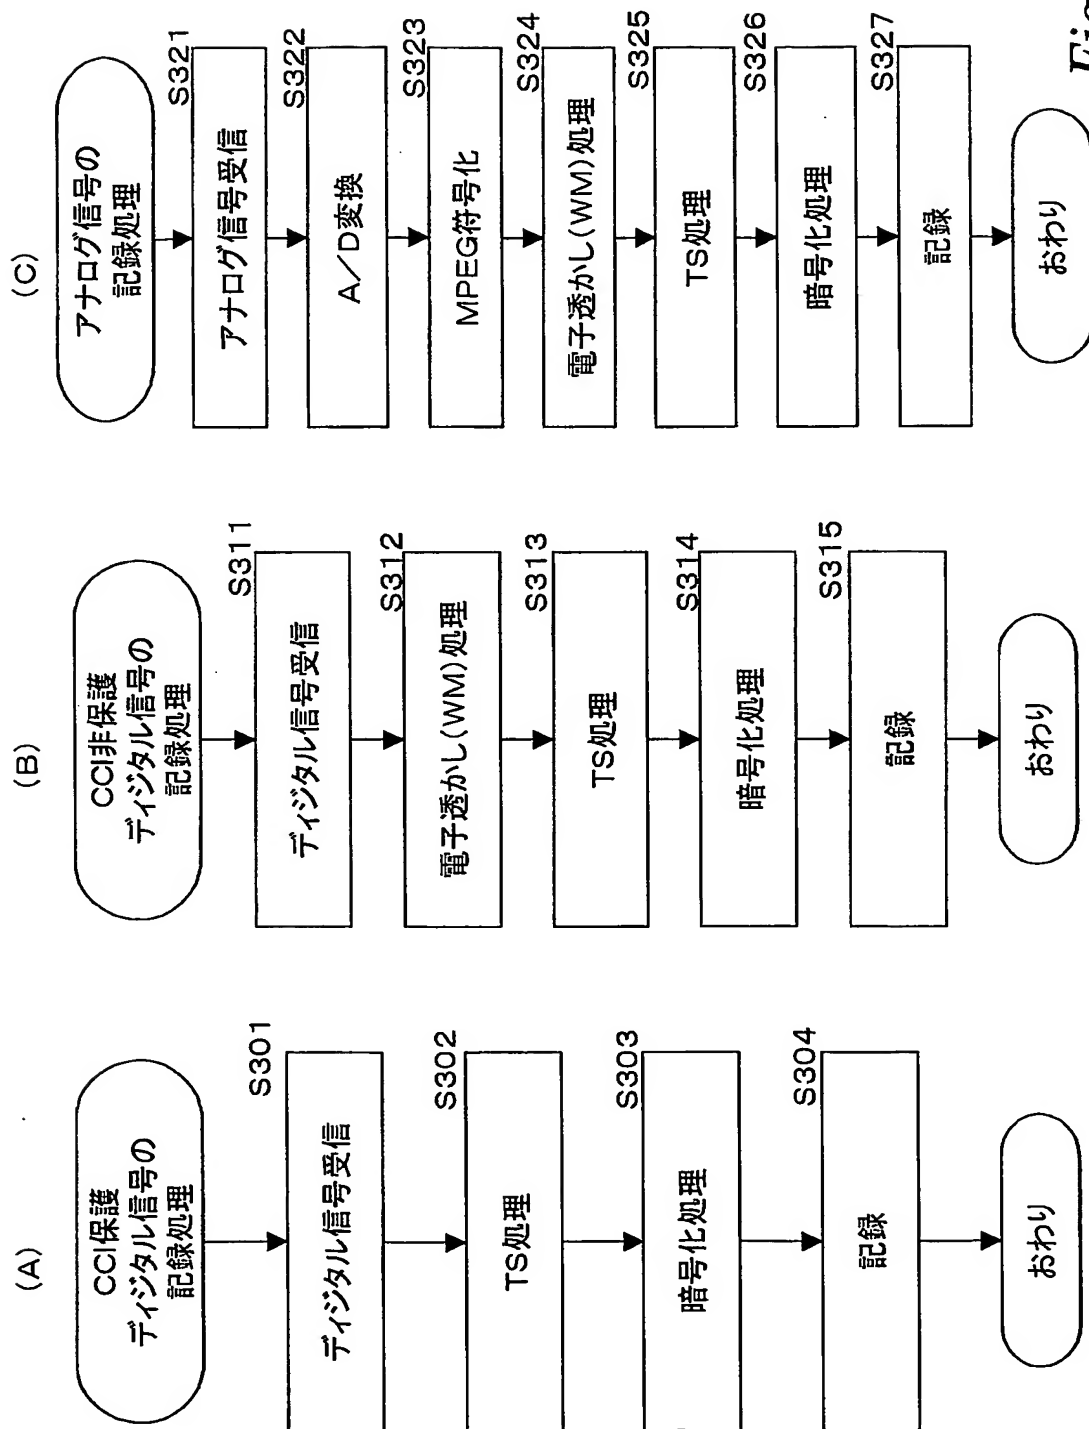 (A)
CCI保護
ディジタル信号の
記録処理
S301
ディジタル信号受信
S302
TS処理
S303
暗号化処理
S304
記録
おわり
(B)
CCI非保護
ディジタル信号の
記録処理
S311
ディジタル信号受信
S312
電子透かし(WM)処理
S313
TS処理
S314
暗号化処理
S315
記録
おわり
(C)
アナログ信号の
記録処理
S321
アナログ信号受信
S322
A/D変換
S323
MPEG符号化
S324
電子透かし(WM)処理
S325
TS処理
S326
暗号化処理
S327
記録
おわり